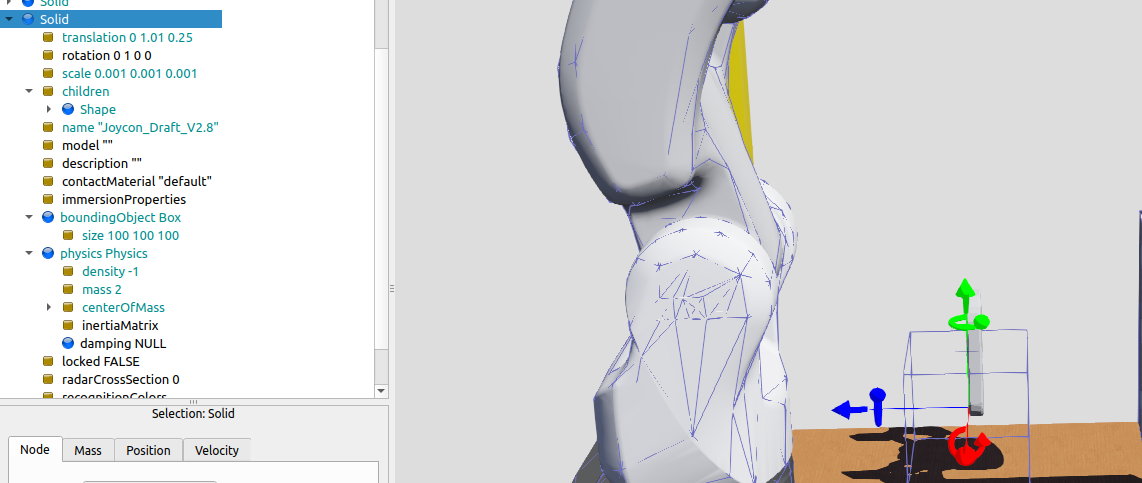 Solid
Solid
translation 0 1.01 0.25
rotation 0 1 0 0
scale 0.001 0.001 0.001
children
Shape
name "Joycon_Draft_V2.8"
model ""
description ""
contactMaterial "default"
immersionProperties
boundingObject Box
size 100 100 100
physics Physics
density -1
mass 2
centerOfMass
inertiaMatrix
damping NULL
locked FALSE
radarCrossSection 0
recognitionColors
Selection: Solid
Node Mass Position Velocity